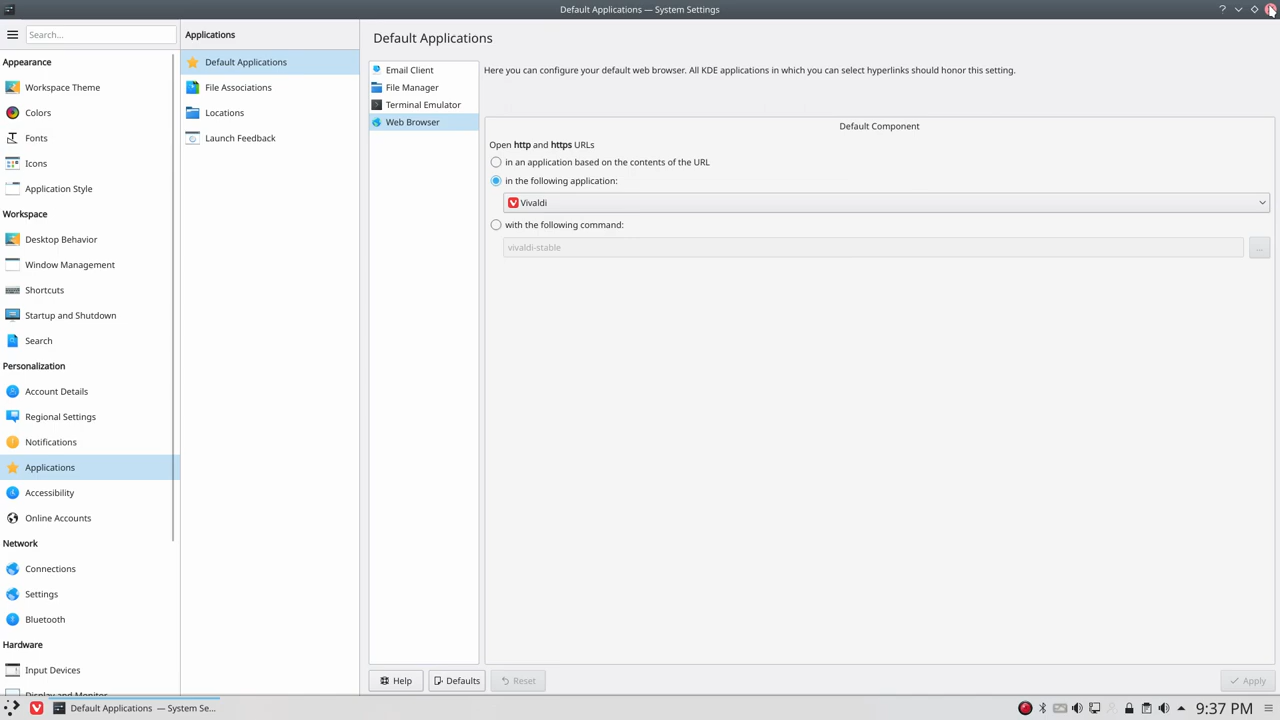 Default Applications — System Settings
Search...
Appearance
Workspace Theme
Colors
Fonts
Icons
Application Style
Workspace
Desktop Behavior
Window Management
Shortcuts
Startup and Shutdown
Search
Personalization
Account Details
Regional Settings
Notifications
Applications
Accessibility
Online Accounts
Network
Connections
Settings
Bluetooth
Hardware
Input Devices
Display and Monitor
Applications
Default Applications
File Associations
Locations
Launch Feedback
Default Applications
Email Client
File Manager
Terminal Emulator
Web Browser
Here you can configure your default web browser. All KDE applications in which you can select hyperlinks should honor this setting.
Default Component
Open http and https URLs
in an application based on the contents of the URL
in the following application:
Vivaldi
with the following command:
vivaldi-stable
...
Help
Defaults
Reset
Apply
Default Applications — System Se...
9:37 PM